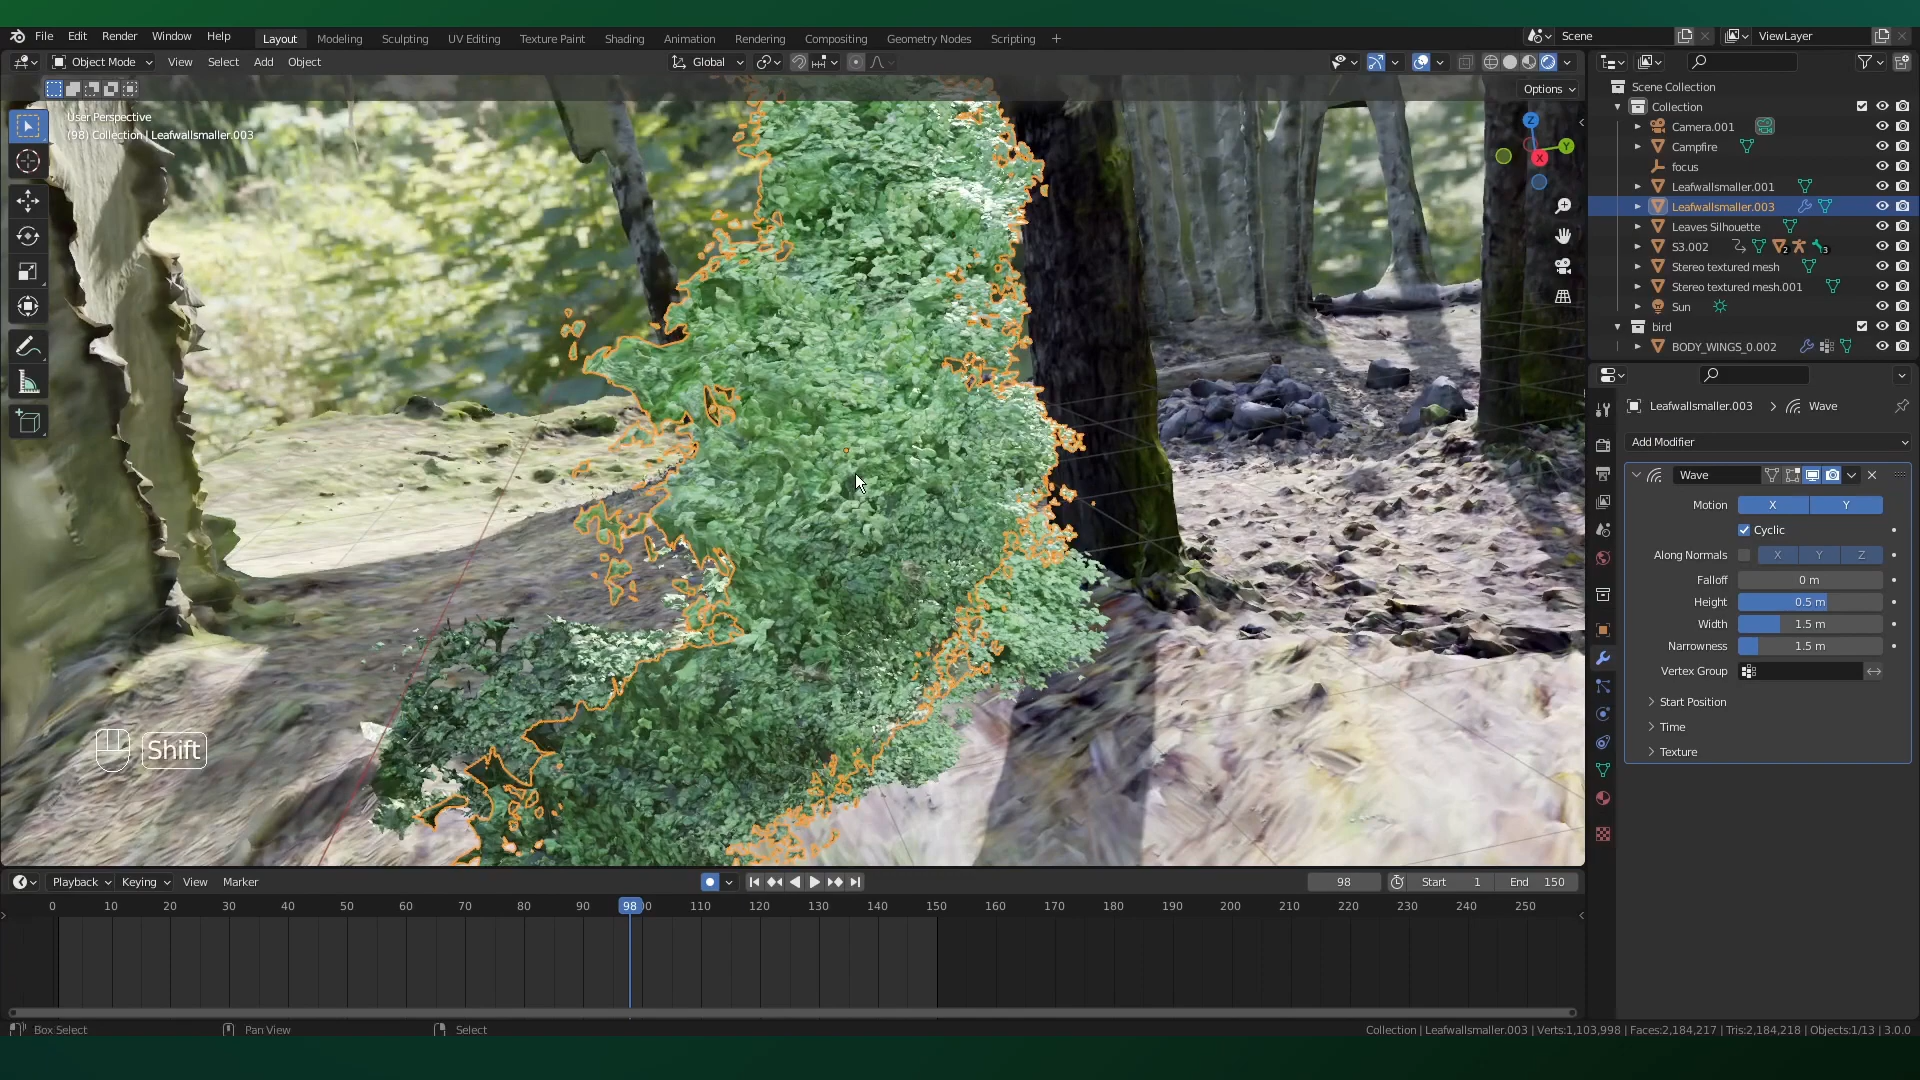 File Edit Render Window Help Layout Modeling Sculpting UV Editing Texture Paint Shading Animation Rendering Compositing Geometry Nodes Scripting + Scene ViewLayer
Object Mode View Select Add Object Global
Options
User Perspective
(98) Collection | Leafwallsmaller.003
Z
Y
X
Shift
Scene Collection
Collection
Camera.001
Campfire
focus
Leafwallsmaller.001
Leafwallsmaller.003
Leaves Silhouette
S3.002 2 3
Stereo textured mesh
Stereo textured mesh.001
Sun
bird
BODY_WINGS_0.002
Leafwallsmaller.003 > Wave
Add Modifier
Wave
Motion X Y
Cyclic
Along Normals X Y Z
Falloff 0 m
Height 0.5 m
Width 1.5 m
Narrowness 1.5 m
Vertex Group
Start Position
Time
Texture
Playback Keying View Marker 98 Start 1 End 150
0 10 20 30 40 50 60 70 80 90 98 110 120 130 140 150 160 170 180 190 200 210 220 230 240 250
Box Select Pan View Select Collection | Leafwallsmaller.003 | Verts:1,103,998 | Faces:2,184,217 | Tris:2,184,218 | Objects:1/13 | 3.0.0